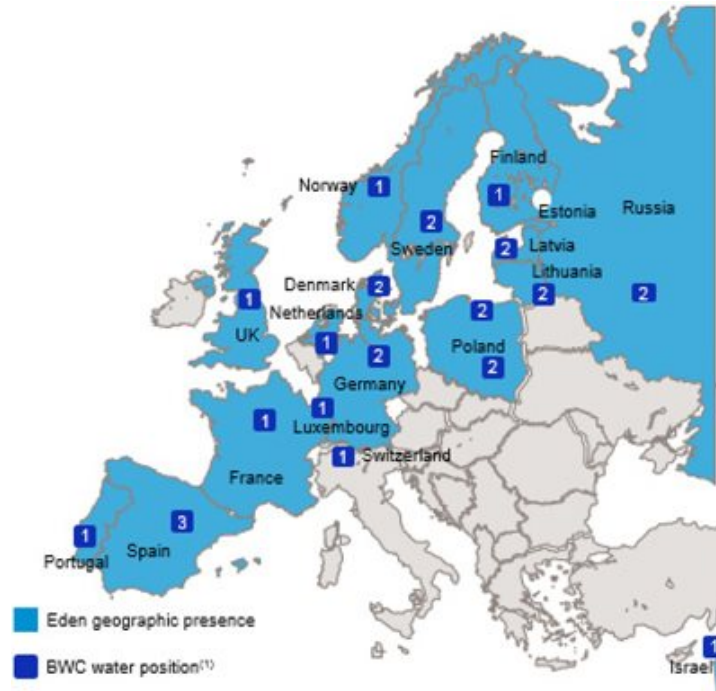 Finland
Norway 1
1
Estonia
Russia
2
Sweden
2 Latvia
Lithuania
Denmark 2
2
2
1
Netherlands
2
UK
1
2
Poland
2
Germany
1
Luxembourg
1
1 Switzerland
France
3
1
Spain
Portugal
Eden geographic presence
BWC water position(1)
1
Israel